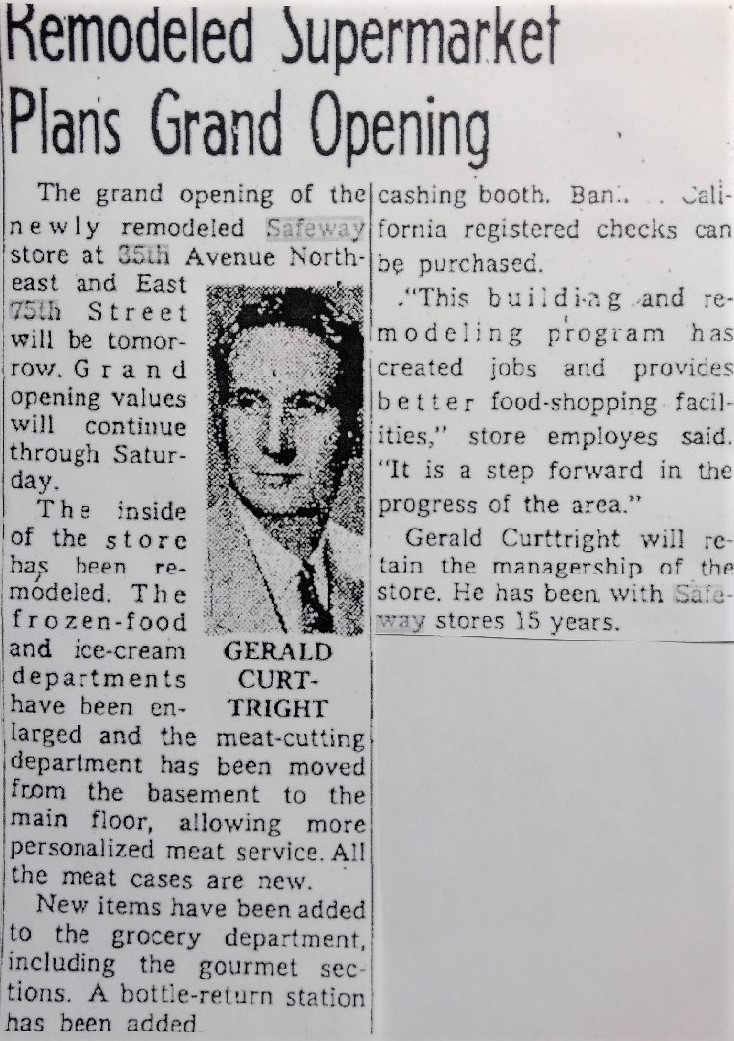 Remodeled Supermarket
Plans Grand Opening
The grand opening of the
newly remodeled Safeway
store at 35th Avenue North-
east and East
75th Street
will be tomor-
row. Grand
opening values
will continue
through Satur-
day.
The inside
of the store
has been re-
modeled. The
frozen-food
and ice-cream
departments
have been en-
larged and the meat-cutting
department has been moved
from the basement to the
main floor, allowing more
personalized meat service. All
the meat cases are new.
New items have been added
to the grocery department,
including the gourmet sec-
tions. A bottle-return station
has been added
GERALD
CURT-
TRIGHT
cashing booth. Cali-
fornia registered checks can
be purchased.
"This building and re-
modeling program has
created jobs and provides
better food-shopping facil-
ities," store employes said.
"It is a step forward in the
progress of the area."
Gerald Curttright will re-
tain the managership of the
store. He has been with Safe-
way stores 15 years.